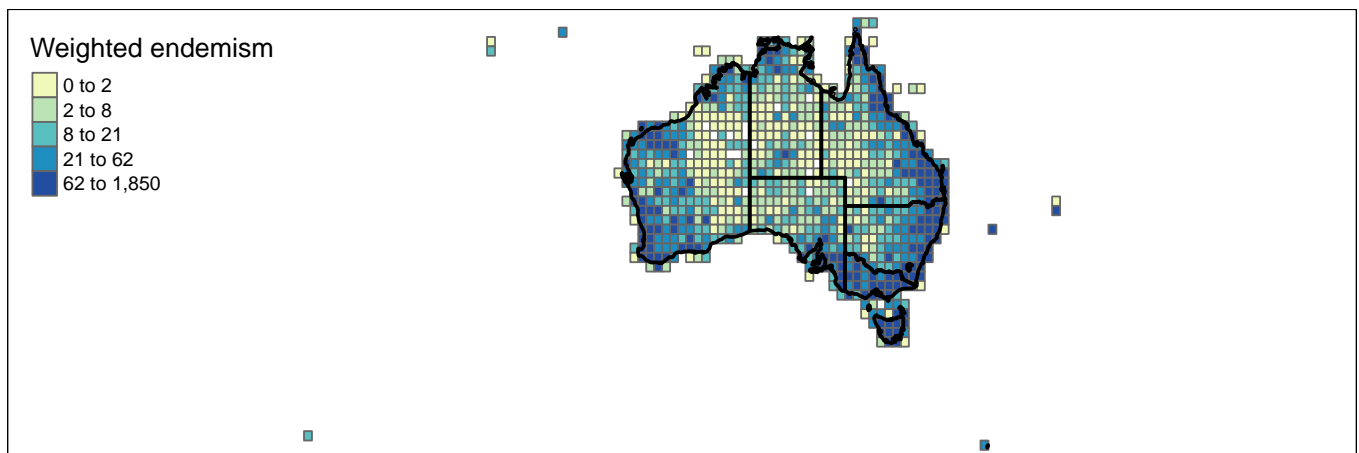 Weighted endemism
0 to 2
2 to 8
8 to 21
21 to 62
62 to 1,850